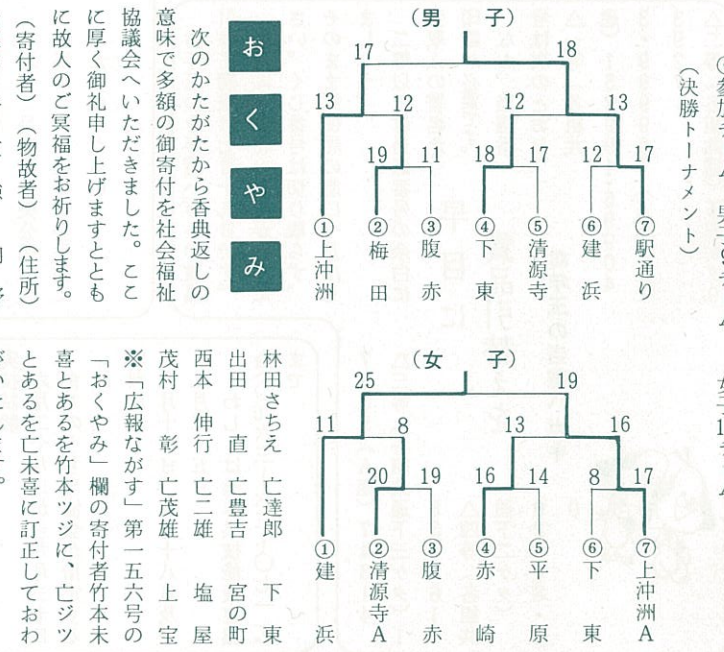 (決勝トーナメント)
(男子)
17 18
13 12 12 13
19 11 18 17 12 17
①上沖洲
②梅田
③腹赤
④下東
⑤清源寺
⑥建浜
⑦駅通り
(女子)
25 19
11 8 13 16
20 19 16 14 8 17
①建浜
②清源寺A
③腹赤
④赤崎
⑤平原
⑥下東
⑦上沖洲A
おくやみ
次のかたがたから香典返しの
意味で多額の御寄付を社会福祉
協議会へいただきました。ここ
に厚く御礼申し上げますととも
に故人のご冥福をお祈りします。
(寄付者) (物故者) (住所)
林田さちえ 亡達郎 下東
出田 直 亡豊吉 宮の町
西本 伸行 亡二雄 塩屋
茂村 彰 亡茂雄 上宝
※「広報ながす」第一五六号の
「おくやみ」欄の寄付者竹本未
喜とあるを竹本ツジに、亡ジツ
とあるを亡未喜に訂正しておわ